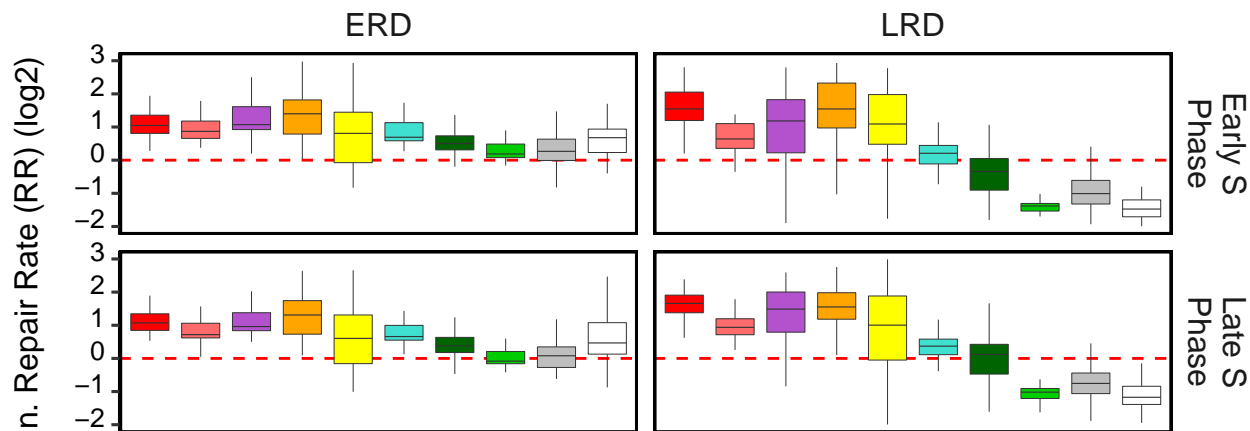 ERD LRD
n. Repair Rate (RR) (log2)
3
2
1
0
−1
−2
Early S
Phase
3
2
1
0
−1
−2
Late S
Phase